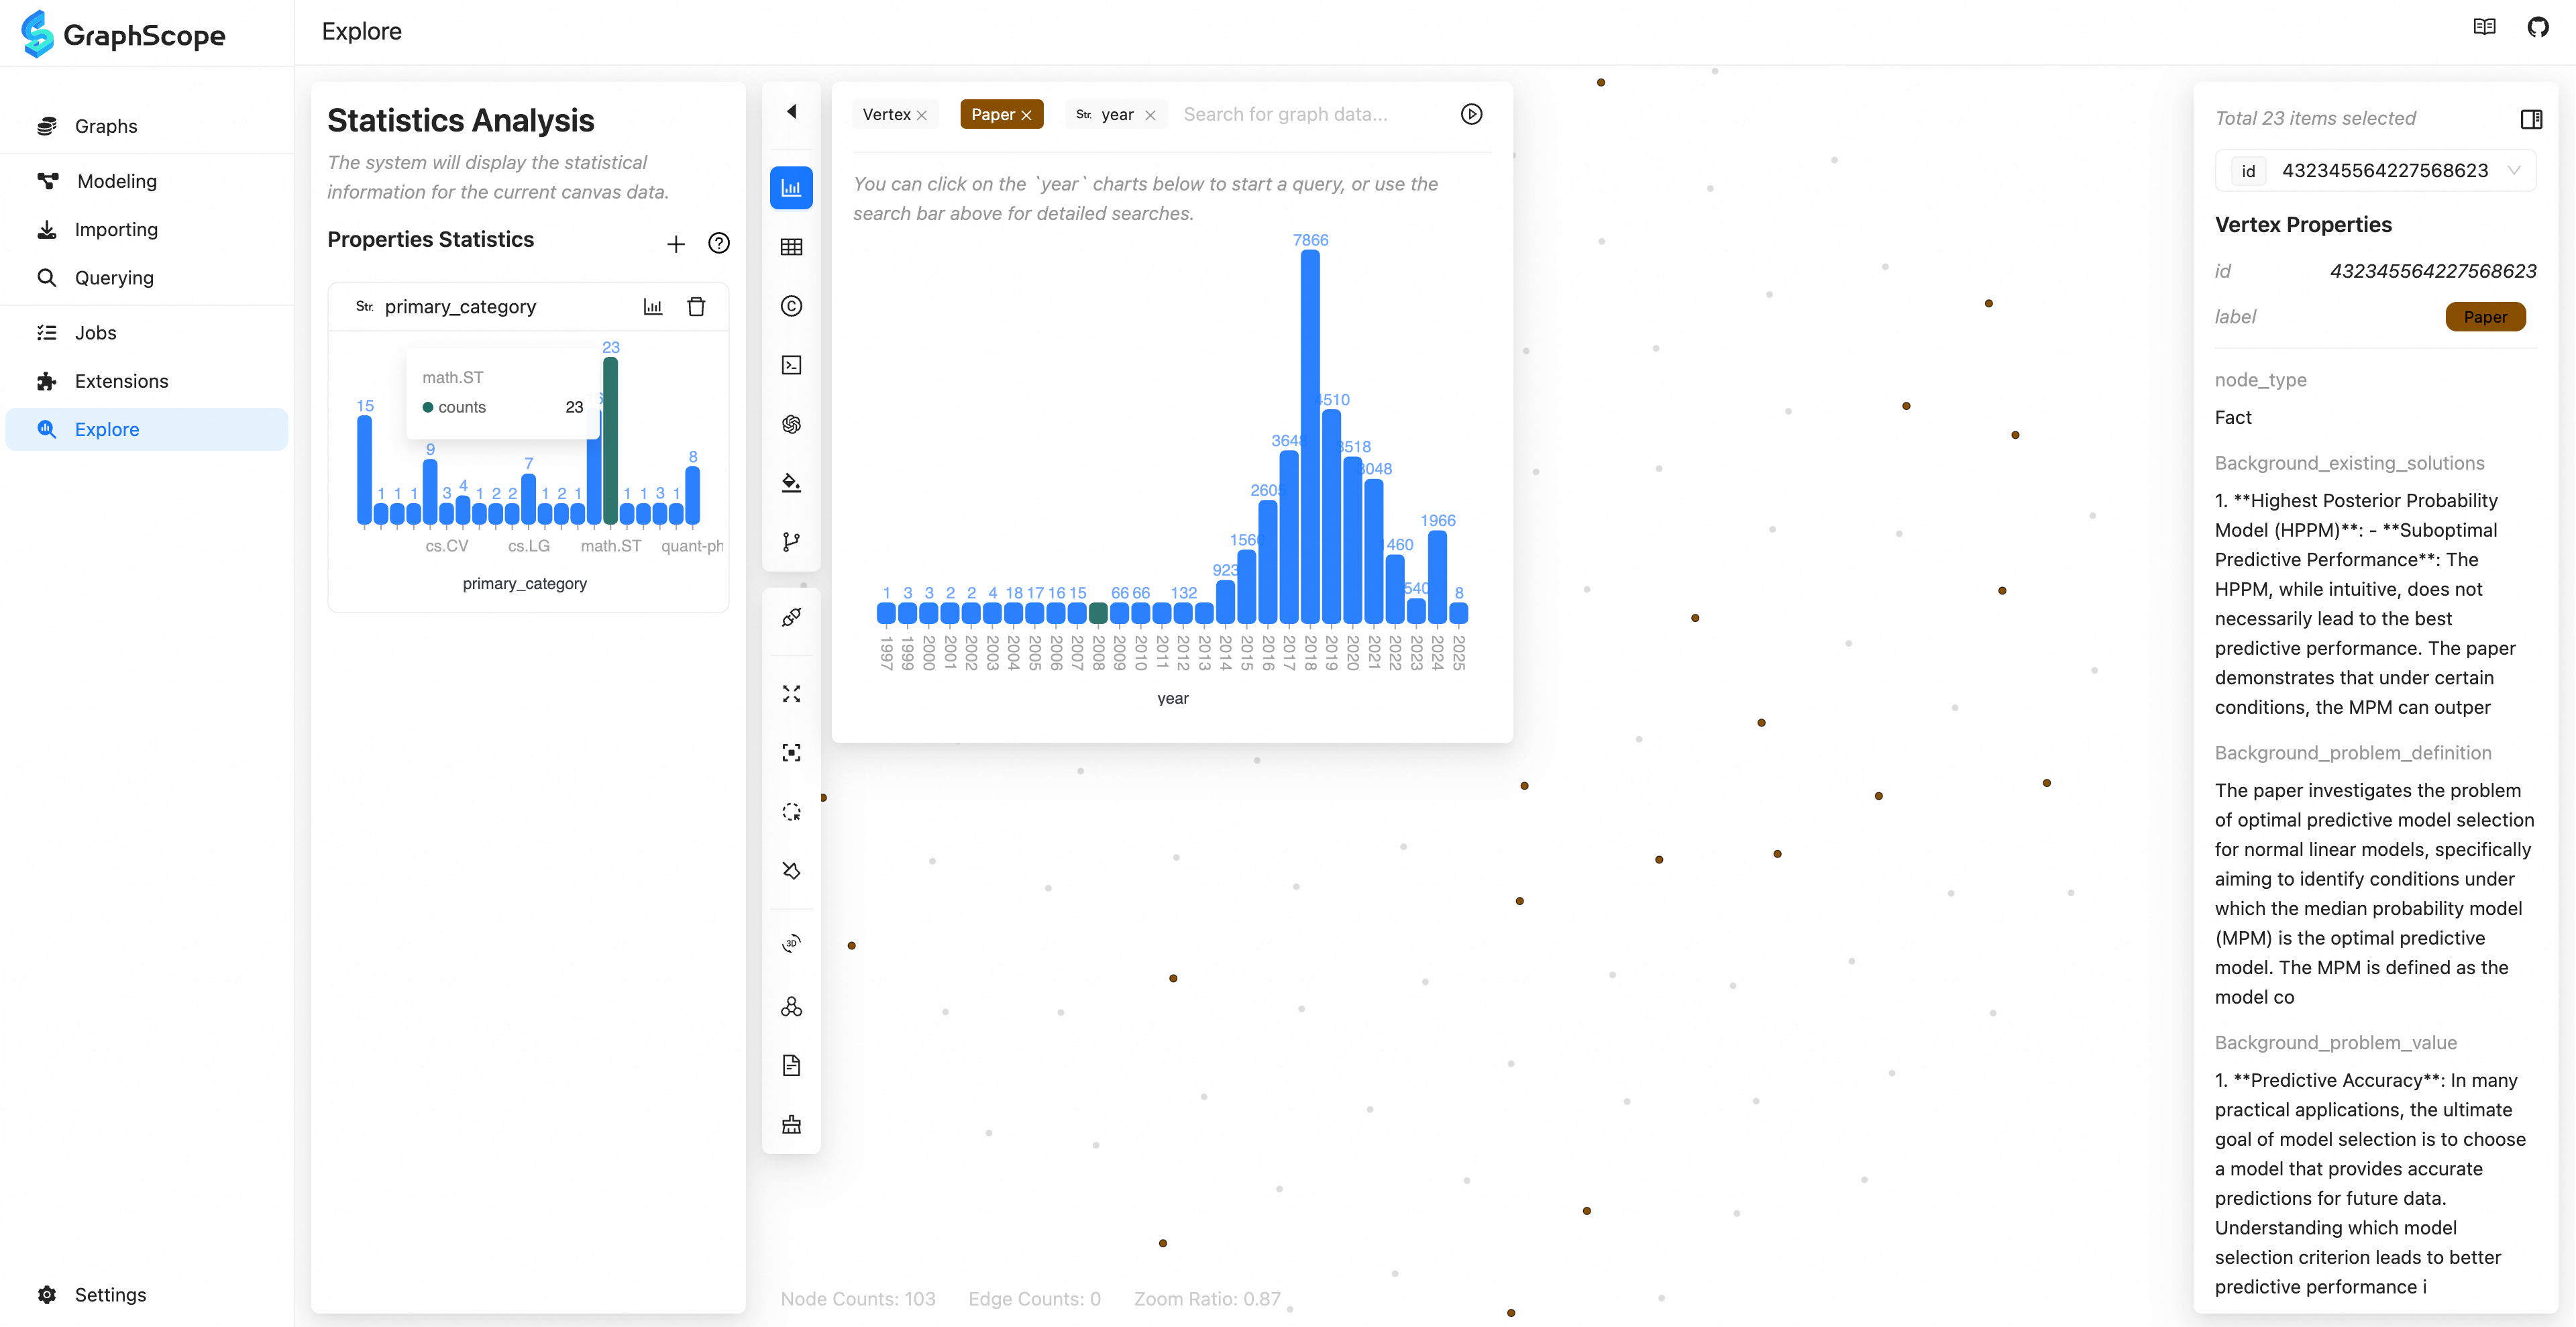 GraphScope
Explore
Graphs
Modeling
Importing
Querying
Jobs
Extensions
Explore
Settings
Statistics Analysis
The system will display the statistical
information for the current canvas data.
Properties Statistics
Str. primary_category
15 1 1 1 9 3 4 1 2 2 7 1 2 1 23 1 1 3 1 8
math.ST
counts 23
cs.CV cs.LG math.ST quant-ph
primary_category
Vertex Paper Str. year Search for graph data...
You can click on the `year` charts below to start a query, or use the
search bar above for detailed searches.
1 3 3 2 2 4 18 17 16 15 66 66 132 923 1560 2605 3648 7866 4510 3518 3048 1460 540 1966 8
1997 1999 2000 2001 2002 2003 2004 2005 2006 2007 2008 2009 2010 2011 2012 2013 2014 2015 2016 2017 2018 2019 2020 2021 2022 2023 2024 2025
year
3D
Node Counts: 103 Edge Counts: 0 Zoom Ratio: 0.87
Total 23 items selected
id 432345564227568623
Vertex Properties
id 432345564227568623
label Paper
node_type
Fact
Background_existing_solutions
1. **Highest Posterior Probability
Model (HPPM)**: - **Suboptimal
Predictive Performance**: The
HPPM, while intuitive, does not
necessarily lead to the best
predictive performance. The paper
demonstrates that under certain
conditions, the MPM can outper
Background_problem_definition
The paper investigates the problem
of optimal predictive model selection
for normal linear models, specifically
aiming to identify conditions under
which the median probability model
(MPM) is the optimal predictive
model. The MPM is defined as the
model co
Background_problem_value
1. **Predictive Accuracy**: In many
practical applications, the ultimate
goal of model selection is to choose
a model that provides accurate
predictions for future data.
Understanding which model
selection criterion leads to better
predictive performance i